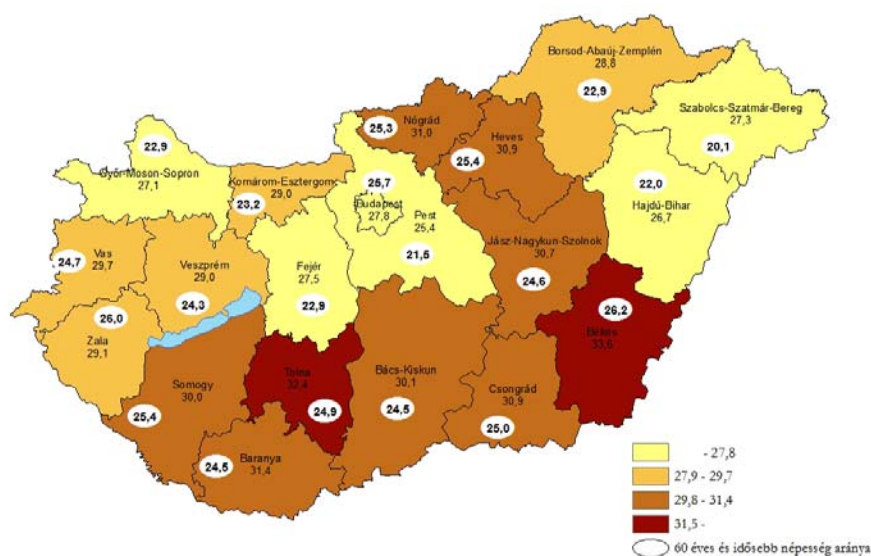 Borsod-Abaúj-Zemplén
28,8
22,9
Szabolcs-Szatmár-Bereg
27,3
20,1
Nógrád
25,3
31,0
Heves
30,9
25,4
22,9
Győr-Moson-Sopron
27,1
Komárom-Esztergom
29,0
23,2
25,7
Budapest
27,8
Pest
25,4
21,5
22,0
Hajdú-Bihar
26,7
Jász-Nagykun-Szolnok
30,7
24,6
Vas
24,7
29,7
Veszprém
29,0
24,3
Fejér
27,5
22,9
26,0
Zala
29,1
26,2
Békés
33,6
Tolna
32,4
24,9
Bács-Kiskun
30,1
24,5
Somogy
30,0
25,4
Csongrád
30,9
25,0
Baranya
24,5
31,4
- 27,8
27,9 - 29,7
29,8 - 31,4
31,5 -
60 éves és idősebb népesség aránya